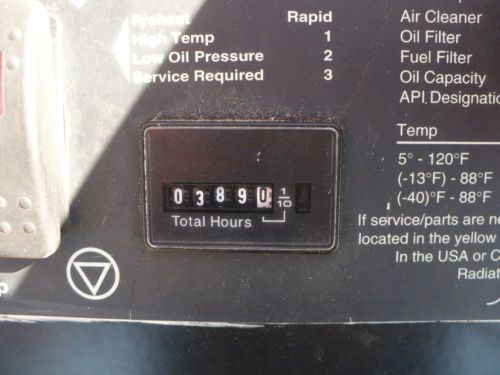 Preheat Rapid
High Temp 1
Low Oil Pressure 2
Service Required 3
Air Cleaner
Oil Filter
Fuel Filter
Oil Capacity
API Designatio
Temp
5° - 120°F
(-13°F) - 88°F
(-40)°F - 88°F
If service/parts are ne
located in the yellow
In the USA or C
Radiat
03890 1/10
Total Hours